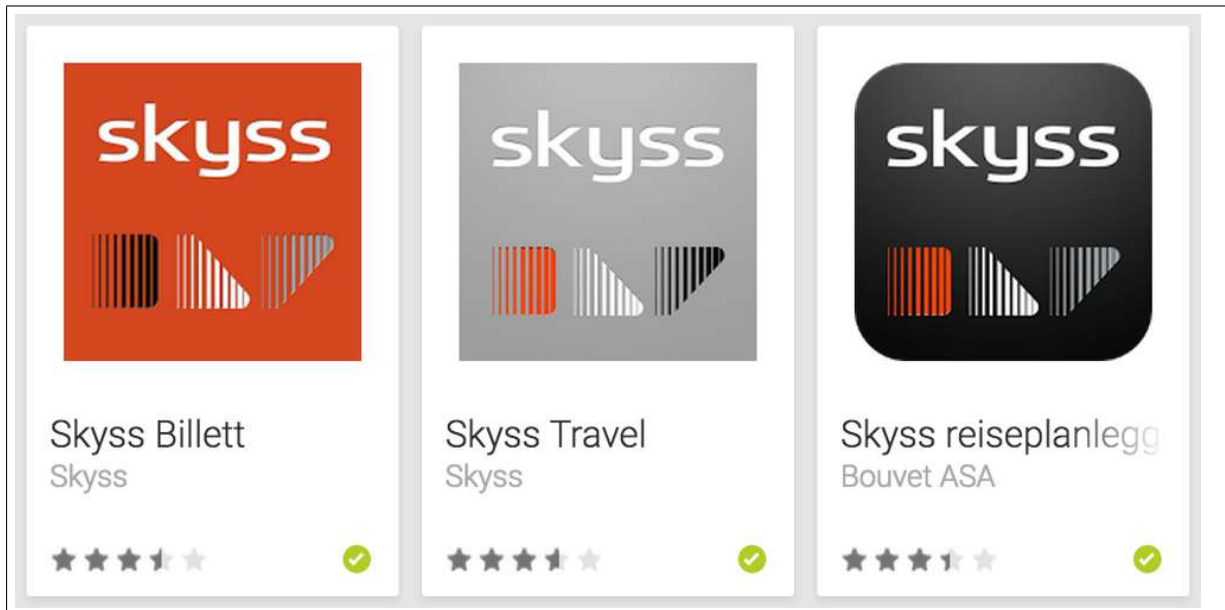 skyss
skyss
skyss
Skyss Billett
Skyss
Skyss Travel
Skyss
Skyss reiseplanlegg
Bouvet ASA